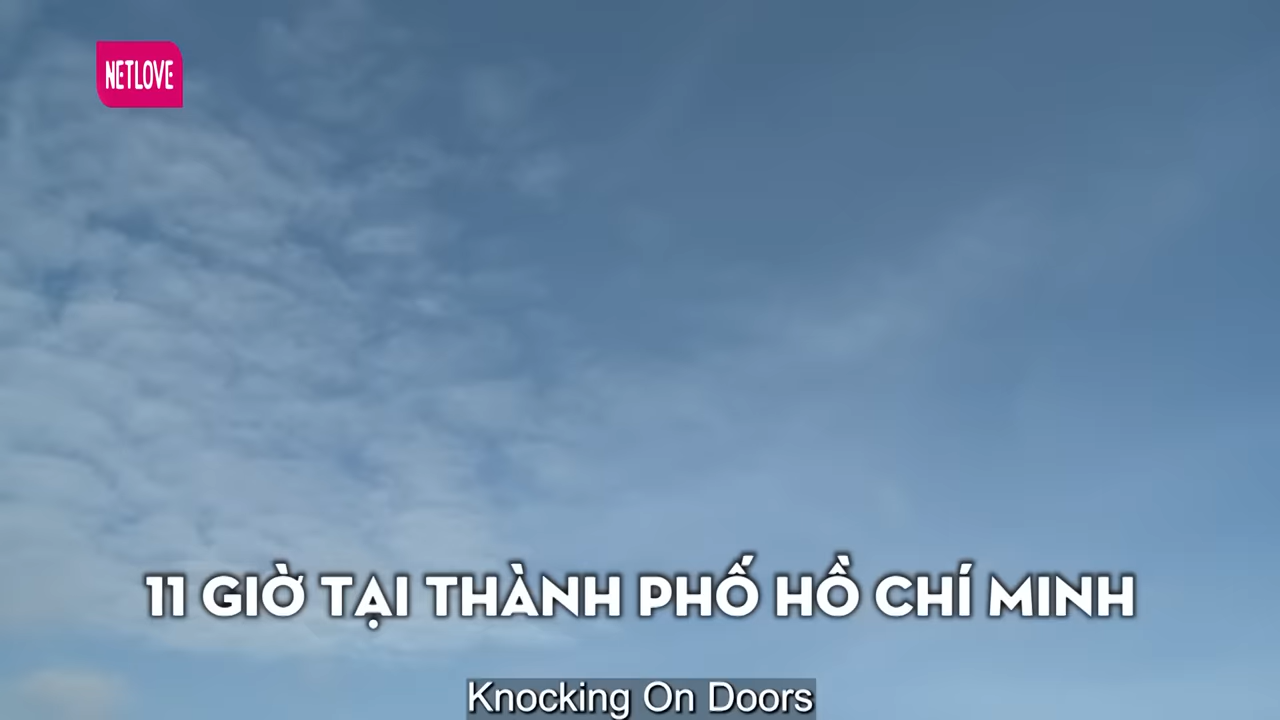 NETLOVE
11 GIỜ TẠI THÀNH PHỐ HỒ CHÍ MINH
Knocking On Doors